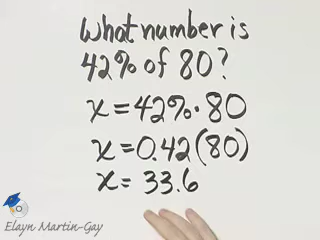 What number is
42% of 80?
x = 42% · 80
x = 0.42(80)
x = 33.6
Elayn Martin-Gay